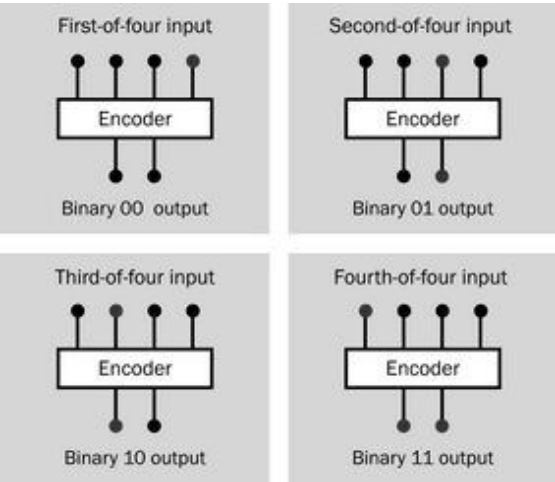 First-of-four input
Encoder
Binary 00 output
Second-of-four input
Encoder
Binary 01 output
Third-of-four input
Encoder
Binary 10 output
Fourth-of-four input
Encoder
Binary 11 output